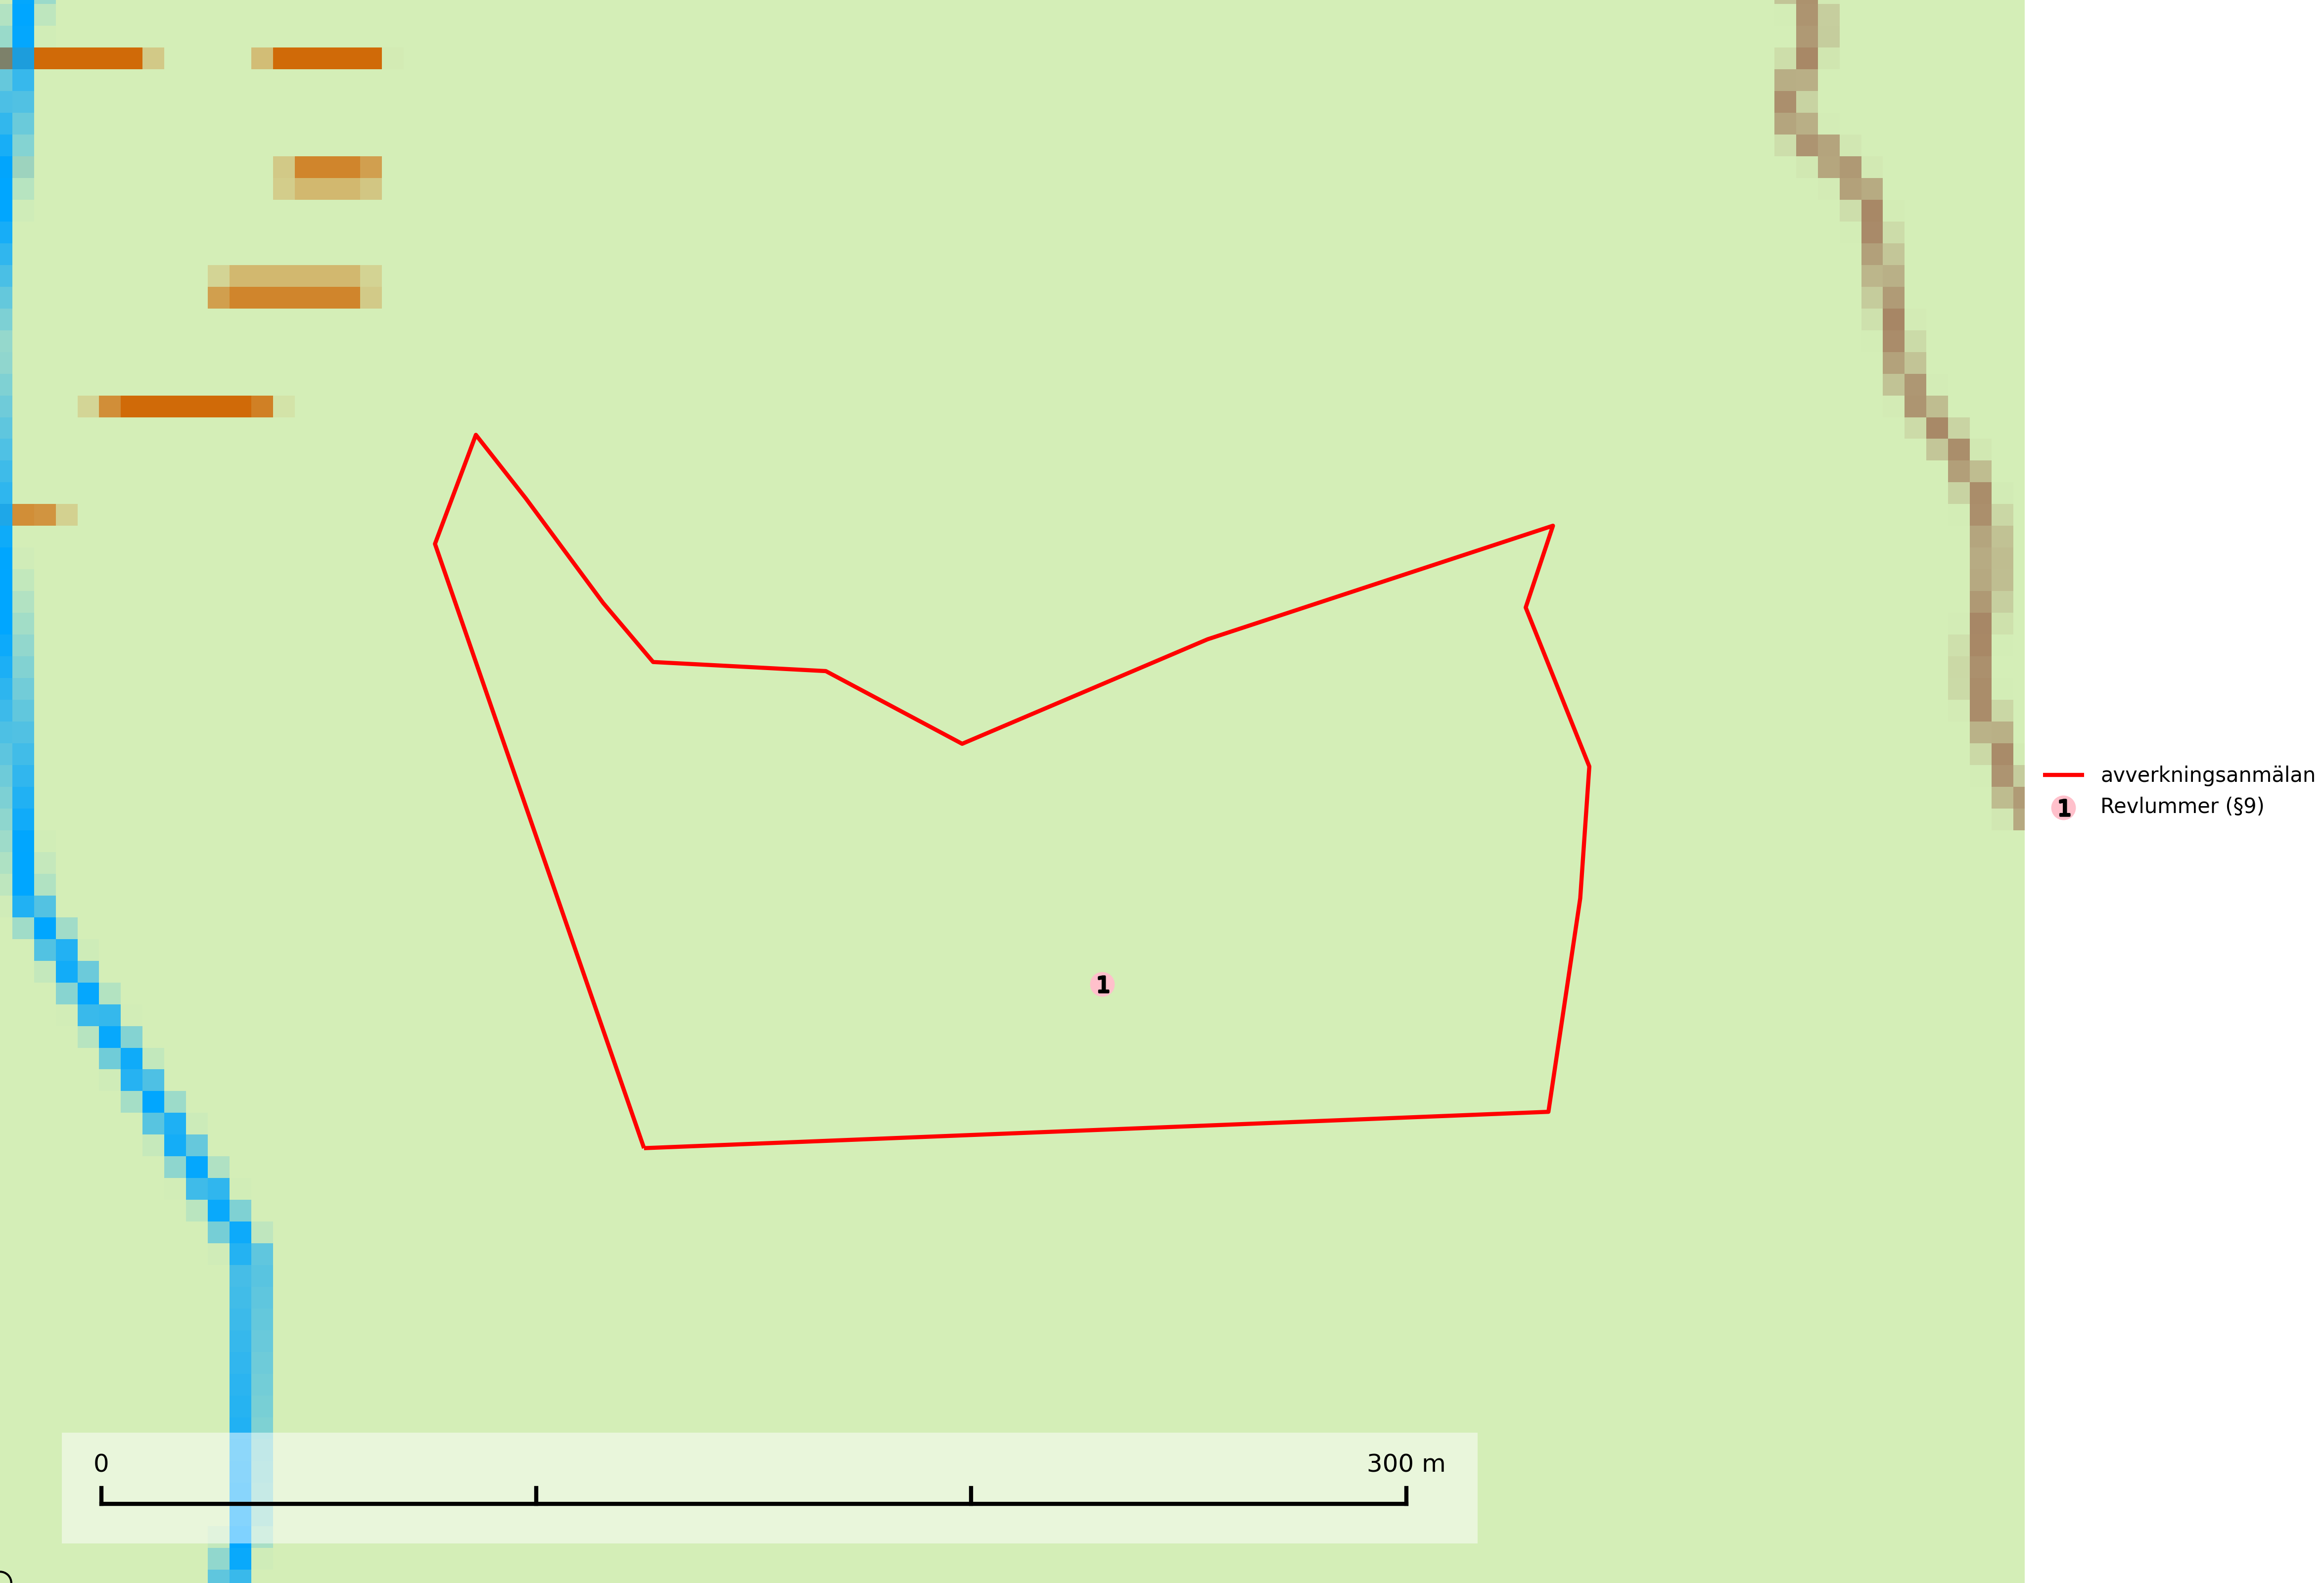 avverkningsanmälan
1 Revlummer (§9)
1
0 300 m